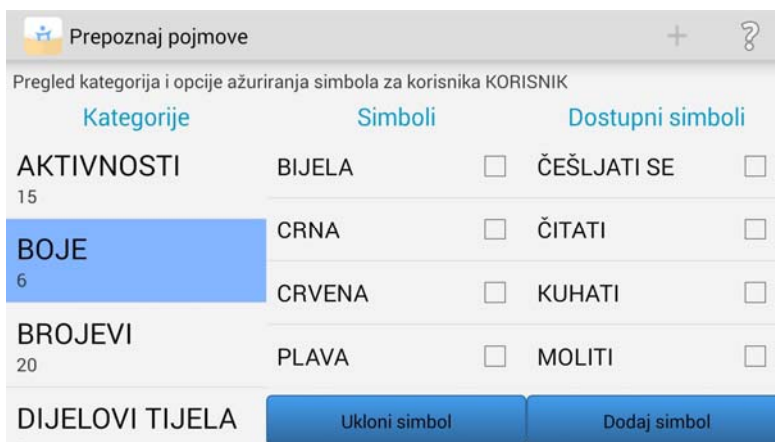 Prepoznaj pojmove
Pregled kategorija i opcije ažuriranja simbola za korisnika KORISNIK
Kategorije
Simboli
Dostupni simboli
AKTIVNOSTI
15
BOJE
6
BROJEVI
20
DIJELOVI TIJELA
BIJELA
CRNA
CRVENA
PLAVA
Ukloni simbol
ČEŠLJATI SE
ČITATI
KUHATI
MOLITI
Dodaj simbol